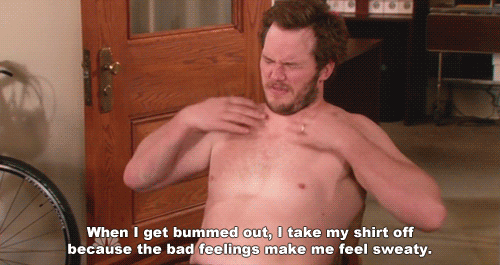 When I get bummed out, I take my shirt off
because the bad feelings make me feel sweaty.